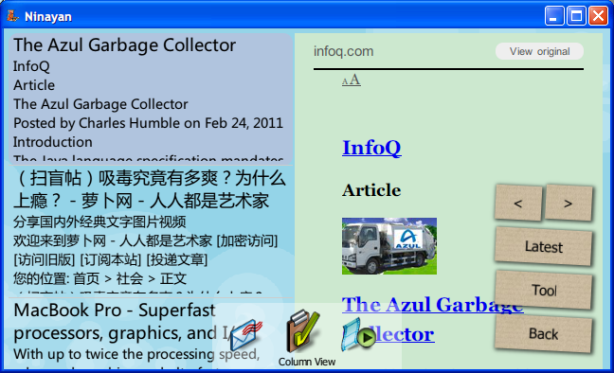 Ninayan
The Azul Garbage Collector
InfoQ
Article
The Azul Garbage Collector
Posted by Charles Humble on Feb 24, 2011
Introduction
The Java language specification mandates
（扫盲帖）吸毒究竟有多爽？为什么
上瘾？ - 萝卜网 - 人人都是艺术家
分享国内外经典文字图片视频
欢迎来到萝卜网 - 人人都是艺术家 [加密访问]
[访问旧版] [订阅本站] [投递文章]
您的位置: 首页 > 社会 > 正文
MacBook Pro - Superfast
processors, graphics, and I/
With up to twice the processing speed,
Column View
infoq.com
View original
AA
InfoQ
Article
AZUL
The Azul Garbage
llector
<
>
Latest
Tool
Back